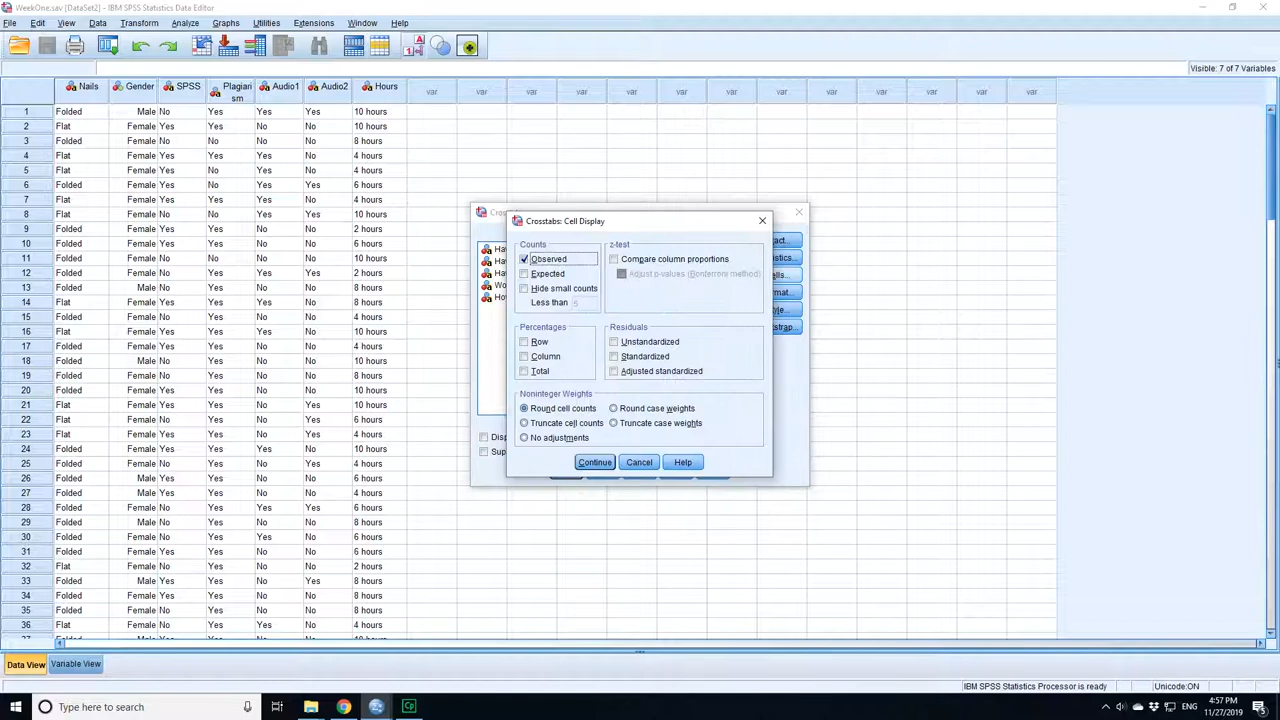 WeekOne.sav [DataSet2] - IBM SPSS Statistics Data Editor
File Edit View Data Transform Analyze Graphs Utilities Extensions Window Help
Visible: 7 of 7 Variables
Nails Gender SPSS Plagiarism Audio1 Audio2 Hours var var var var var var var var var var var var var
1 Folded Male No Yes Yes Yes 10 hours
2 Flat Female Yes Yes No No 10 hours
3 Folded Female No No No No 8 hours
4 Flat Female Yes Yes Yes No 4 hours
5 Flat Female Yes No Yes No 4 hours
6 Folded Female Yes No Yes Yes 6 hours
7 Flat Female Yes Yes Yes No 4 hours
8 Flat Female No No Yes Yes 10 hours
9 Folded Female Yes Yes No No 2 hours
10 Folded Female Yes Yes No No 6 hours
11 Folded Female Yes Yes No No 10 hours
12 Folded Female Yes Yes Yes Yes 2 hours
13 Folded Female No Yes No No 8 hours
14 Flat Female Yes Yes Yes No 8 hours
15 Flat Female Yes Yes No No 4 hours
16 Flat Female Yes Yes Yes No 10 hours
17 Folded Female Yes Yes No No 4 hours
18 Folded Male No Yes No No 10 hours
19 Folded Female No Yes No No 8 hours
20 Folded Female Yes Yes No No 10 hours
21 Flat Female Yes Yes No No 10 hours
22 Flat Female No Yes No Yes 6 hours
23 Flat Female Yes Yes Yes No 4 hours
24 Folded Female Yes Yes Yes No 10 hours
25 Folded Female No Yes No Yes 4 hours
26 Folded Male Yes Yes No No 6 hours
27 Folded Male Yes Yes No No 4 hours
28 Flat Female No Yes Yes Yes 6 hours
29 Folded Male No Yes No No 8 hours
30 Folded Female No Yes Yes No 6 hours
31 Folded Female Yes Yes No No 6 hours
32 Flat Female No Yes No No 2 hours
33 Folded Male Yes Yes No Yes 8 hours
34 Folded Female Yes Yes No No 8 hours
35 Folded Female No Yes No No 8 hours
36 Flat Female Yes Yes Yes No 4 hours
Crosstabs: Cell Display
Counts
Observed
Expected
Hide small counts
Less than 5
z-test
Compare column proportions
Adjust p-values (Bonferroni method)
Percentages
Row
Column
Total
Residuals
Unstandardized
Standardized
Adjusted standardized
Noninteger Weights
Round cell counts Round case weights
Truncate cell counts Truncate case weights
No adjustments
Continue Cancel Help
Data View Variable View
IBM SPSS Statistics Processor is ready Unicode:ON
Type here to search
ENG
4:57 PM
11/27/2019